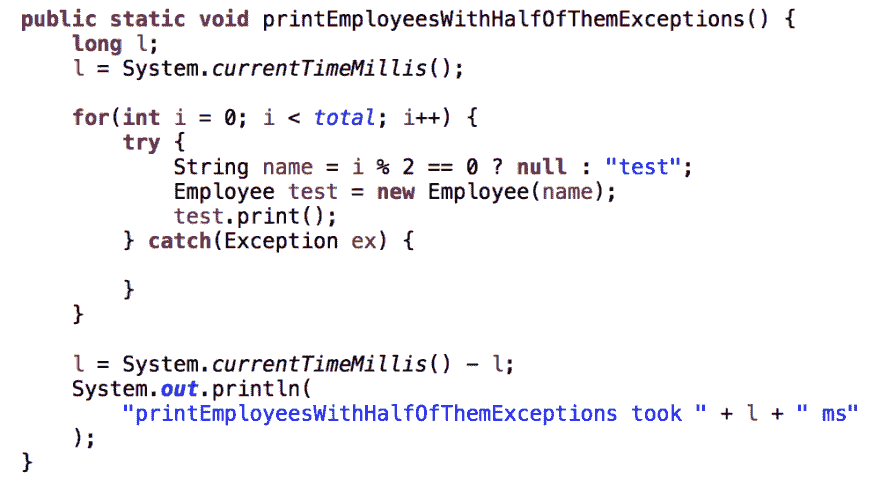 public static void printEmployeesWithHalfOfThemExceptions() {
    long l;
    l = System.currentTimeMillis();

    for(int i = 0; i < total; i++) {
        try {
            String name = i % 2 == 0 ? null : "test";
            Employee test = new Employee(name);
            test.print();
        } catch(Exception ex) {

        }
    }

    l = System.currentTimeMillis() - l;
    System.out.println(
        "printEmployeesWithHalfOfThemExceptions took " + l + " ms"
    );
}